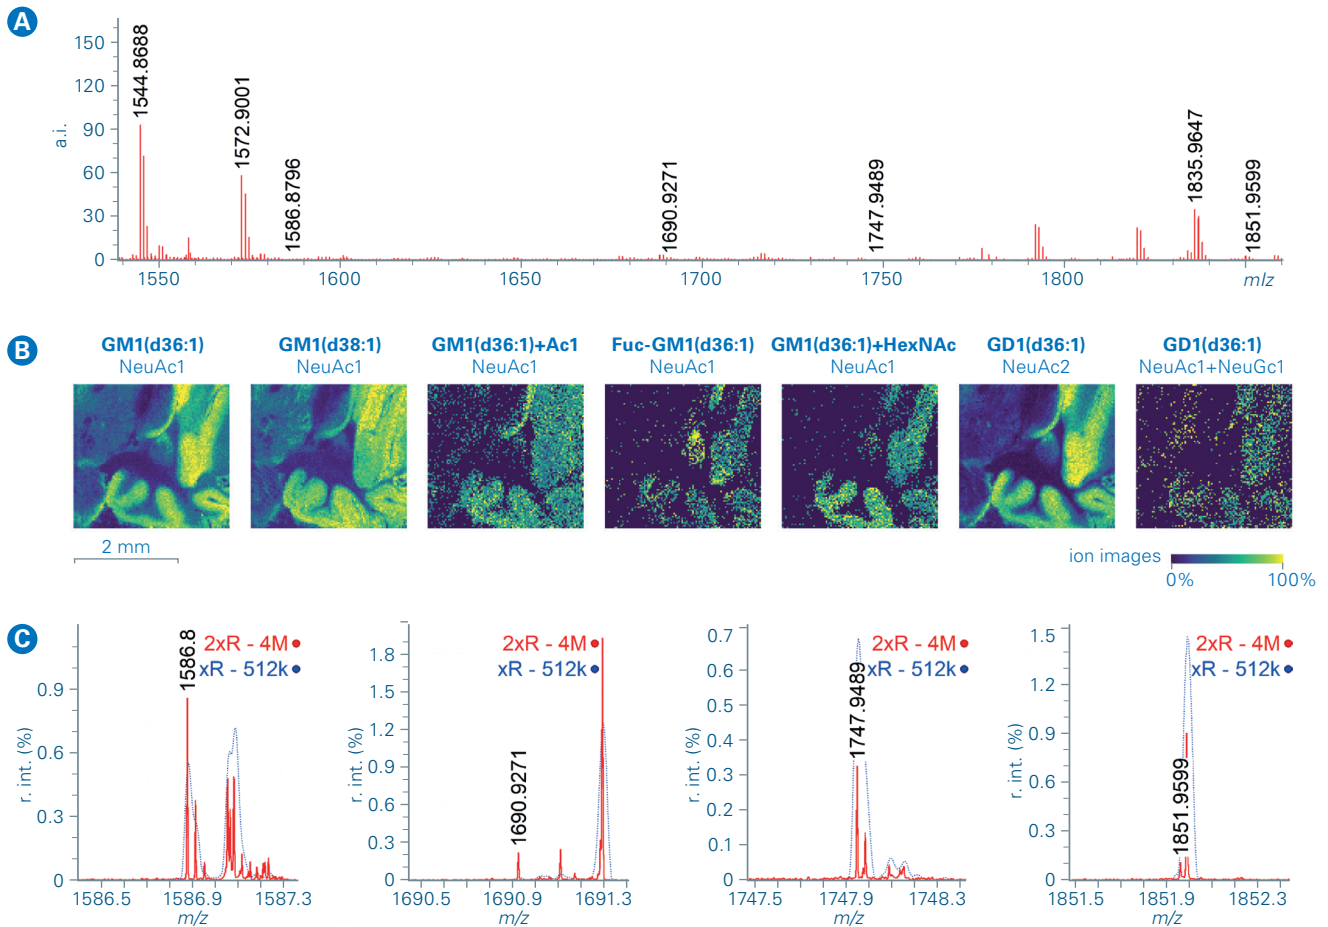 A
a.i.
150
120
90
60
30
0
1544.8688
1572.9001
1586.8796
1690.9271
1747.9489
1835.9647
1851.9599
1550 1600 1650 1700 1750 1800 mlz
B
GM1(d36:1) GM1(d38:1) GM1(d36:1)+Ac1 Fuc-GM1(d36:1) GM1(d36:1)+HexNAc GD1(d36:1) GD1(d36:1)
NeuAc1 NeuAc1 NeuAc1 NeuAc1 NeuAc1 NeuAc2 NeuAc1+NeuGc1
2 mm
ion images
0% 100%
C
r. int. (%)
0.9
0.6
0.3
0
1586.8
2xR - 4M
xR - 512k
1586.5 1586.9 1587.3
m/z
r. int. (%)
1.8
1.5
1.2
0.9
0.6
0.3
0
1690.9271
2xR - 4M
xR - 512k
1690.5 1690.9 1691.3
m/z
r. int. (%)
0.7
0.6
0.5
0.4
0.3
0.2
0.1
0
1747.9489
2xR - 4M
xR - 512k
1747.5 1747.9 1748.3
m/z
r. int. (%)
1.5
1.2
0.9
0.6
0.3
0
1851.9599
2xR - 4M
xR - 512k
1851.5 1851.9 1852.3
m/z